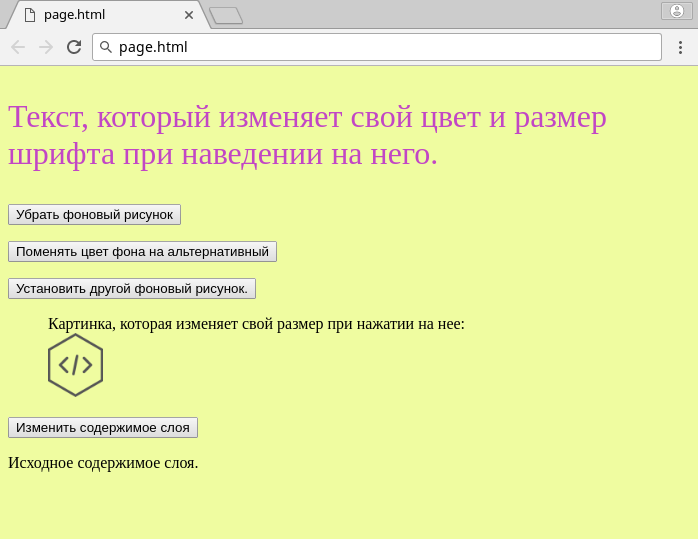 page.html
page.html
Текст, который изменяет свой цвет и размер
шрифта при наведении на него.
Убрать фоновый рисунок
Поменять цвет фона на альтернативный
Установить другой фоновый рисунок.
Картинка, которая изменяет свой размер при нажатии на нее:
</>
Изменить содержимое слоя
Исходное содержимое слоя.